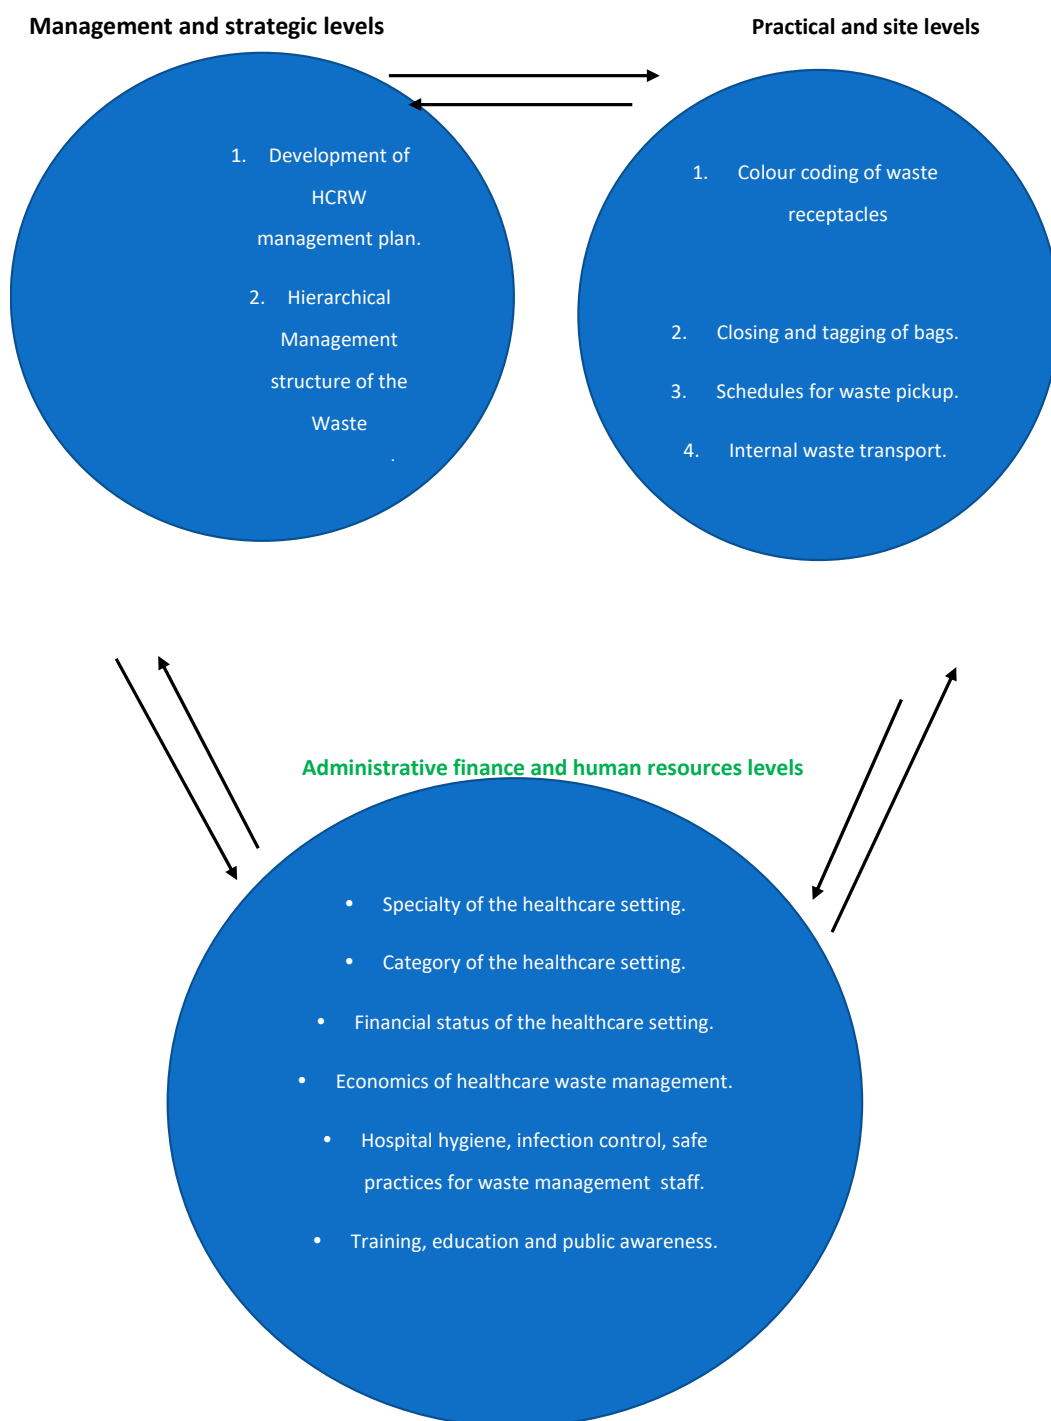 Management and strategic levels
Practical and site levels
1. Development of
HCRW
management plan.
2. Hierarchical
Management
structure of the
Waste
.
1. Colour coding of waste
receptacles
2. Closing and tagging of bags.
3. Schedules for waste pickup.
4. Internal waste transport.
Administrative finance and human resources levels
• Specialty of the healthcare setting.
• Category of the healthcare setting.
• Financial status of the healthcare setting.
• Economics of healthcare waste management.
• Hospital hygiene, infection control, safe
practices for waste management staff.
• Training, education and public awareness.